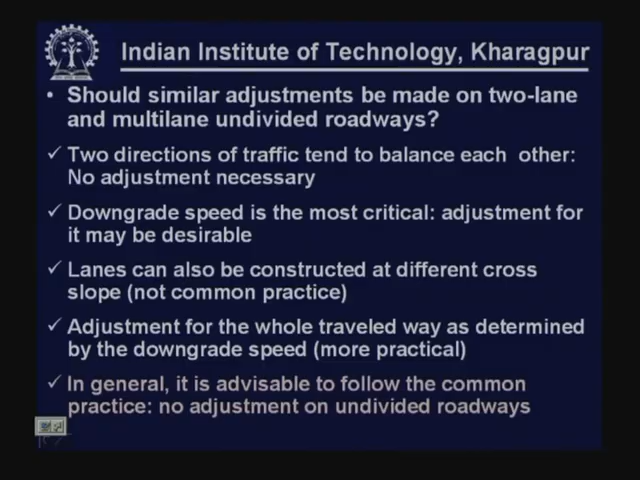 Indian Institute of Technology, Kharagpur
• Should similar adjustments be made on two-lane
and multilane undivided roadways?
✓ Two directions of traffic tend to balance each other:
No adjustment necessary
✓ Downgrade speed is the most critical: adjustment for
it may be desirable
✓ Lanes can also be constructed at different cross
slope (not common practice)
✓ Adjustment for the whole traveled way as determined
by the downgrade speed (more practical)
✓ In general, it is advisable to follow the common
practice: no adjustment on undivided roadways